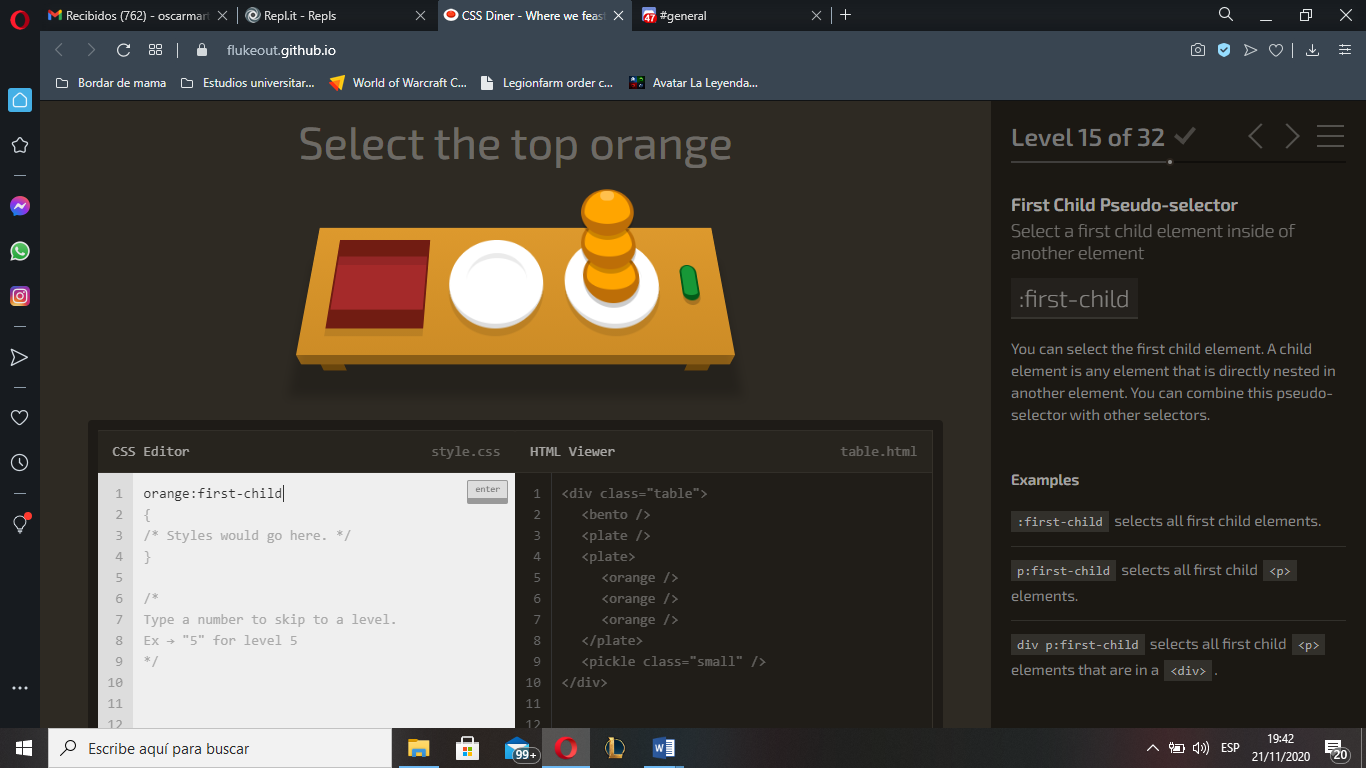 Recibidos (762) - oscarmart
Repl.it - Repls
CSS Diner - Where we feast
47 #general
flukeout.github.io
Bordar de mama
Estudios universitar...
World of Warcraft C...
Legionfarm order c...
Avatar La Leyenda...
Select the top orange
CSS Editor
style.css
1 orange:first-child
2 {
3 /* Styles would go here. */
4 }
5
6 /*
7 Type a number to skip to a level.
8 Ex → "5" for level 5
9 */
10
11
12
enter
HTML Viewer
table.html
1 <div class="table">
2 <bento />
3 <plate />
4 <plate>
5 <orange />
6 <orange />
7 <orange />
8 </plate>
9 <pickle class="small" />
10 </div>
11
12
Level 15 of 32
First Child Pseudo-selector
Select a first child element inside of
another element
:first-child
You can select the first child element. A child
element is any element that is directly nested in
another element. You can combine this pseudo-
selector with other selectors.
Examples
:first-child selects all first child elements.
p:first-child selects all first child <p>
elements.
div p:first-child selects all first child <p>
elements that are in a <div> .
Escribe aquí para buscar
99+
ESP
19:42
21/11/2020
20